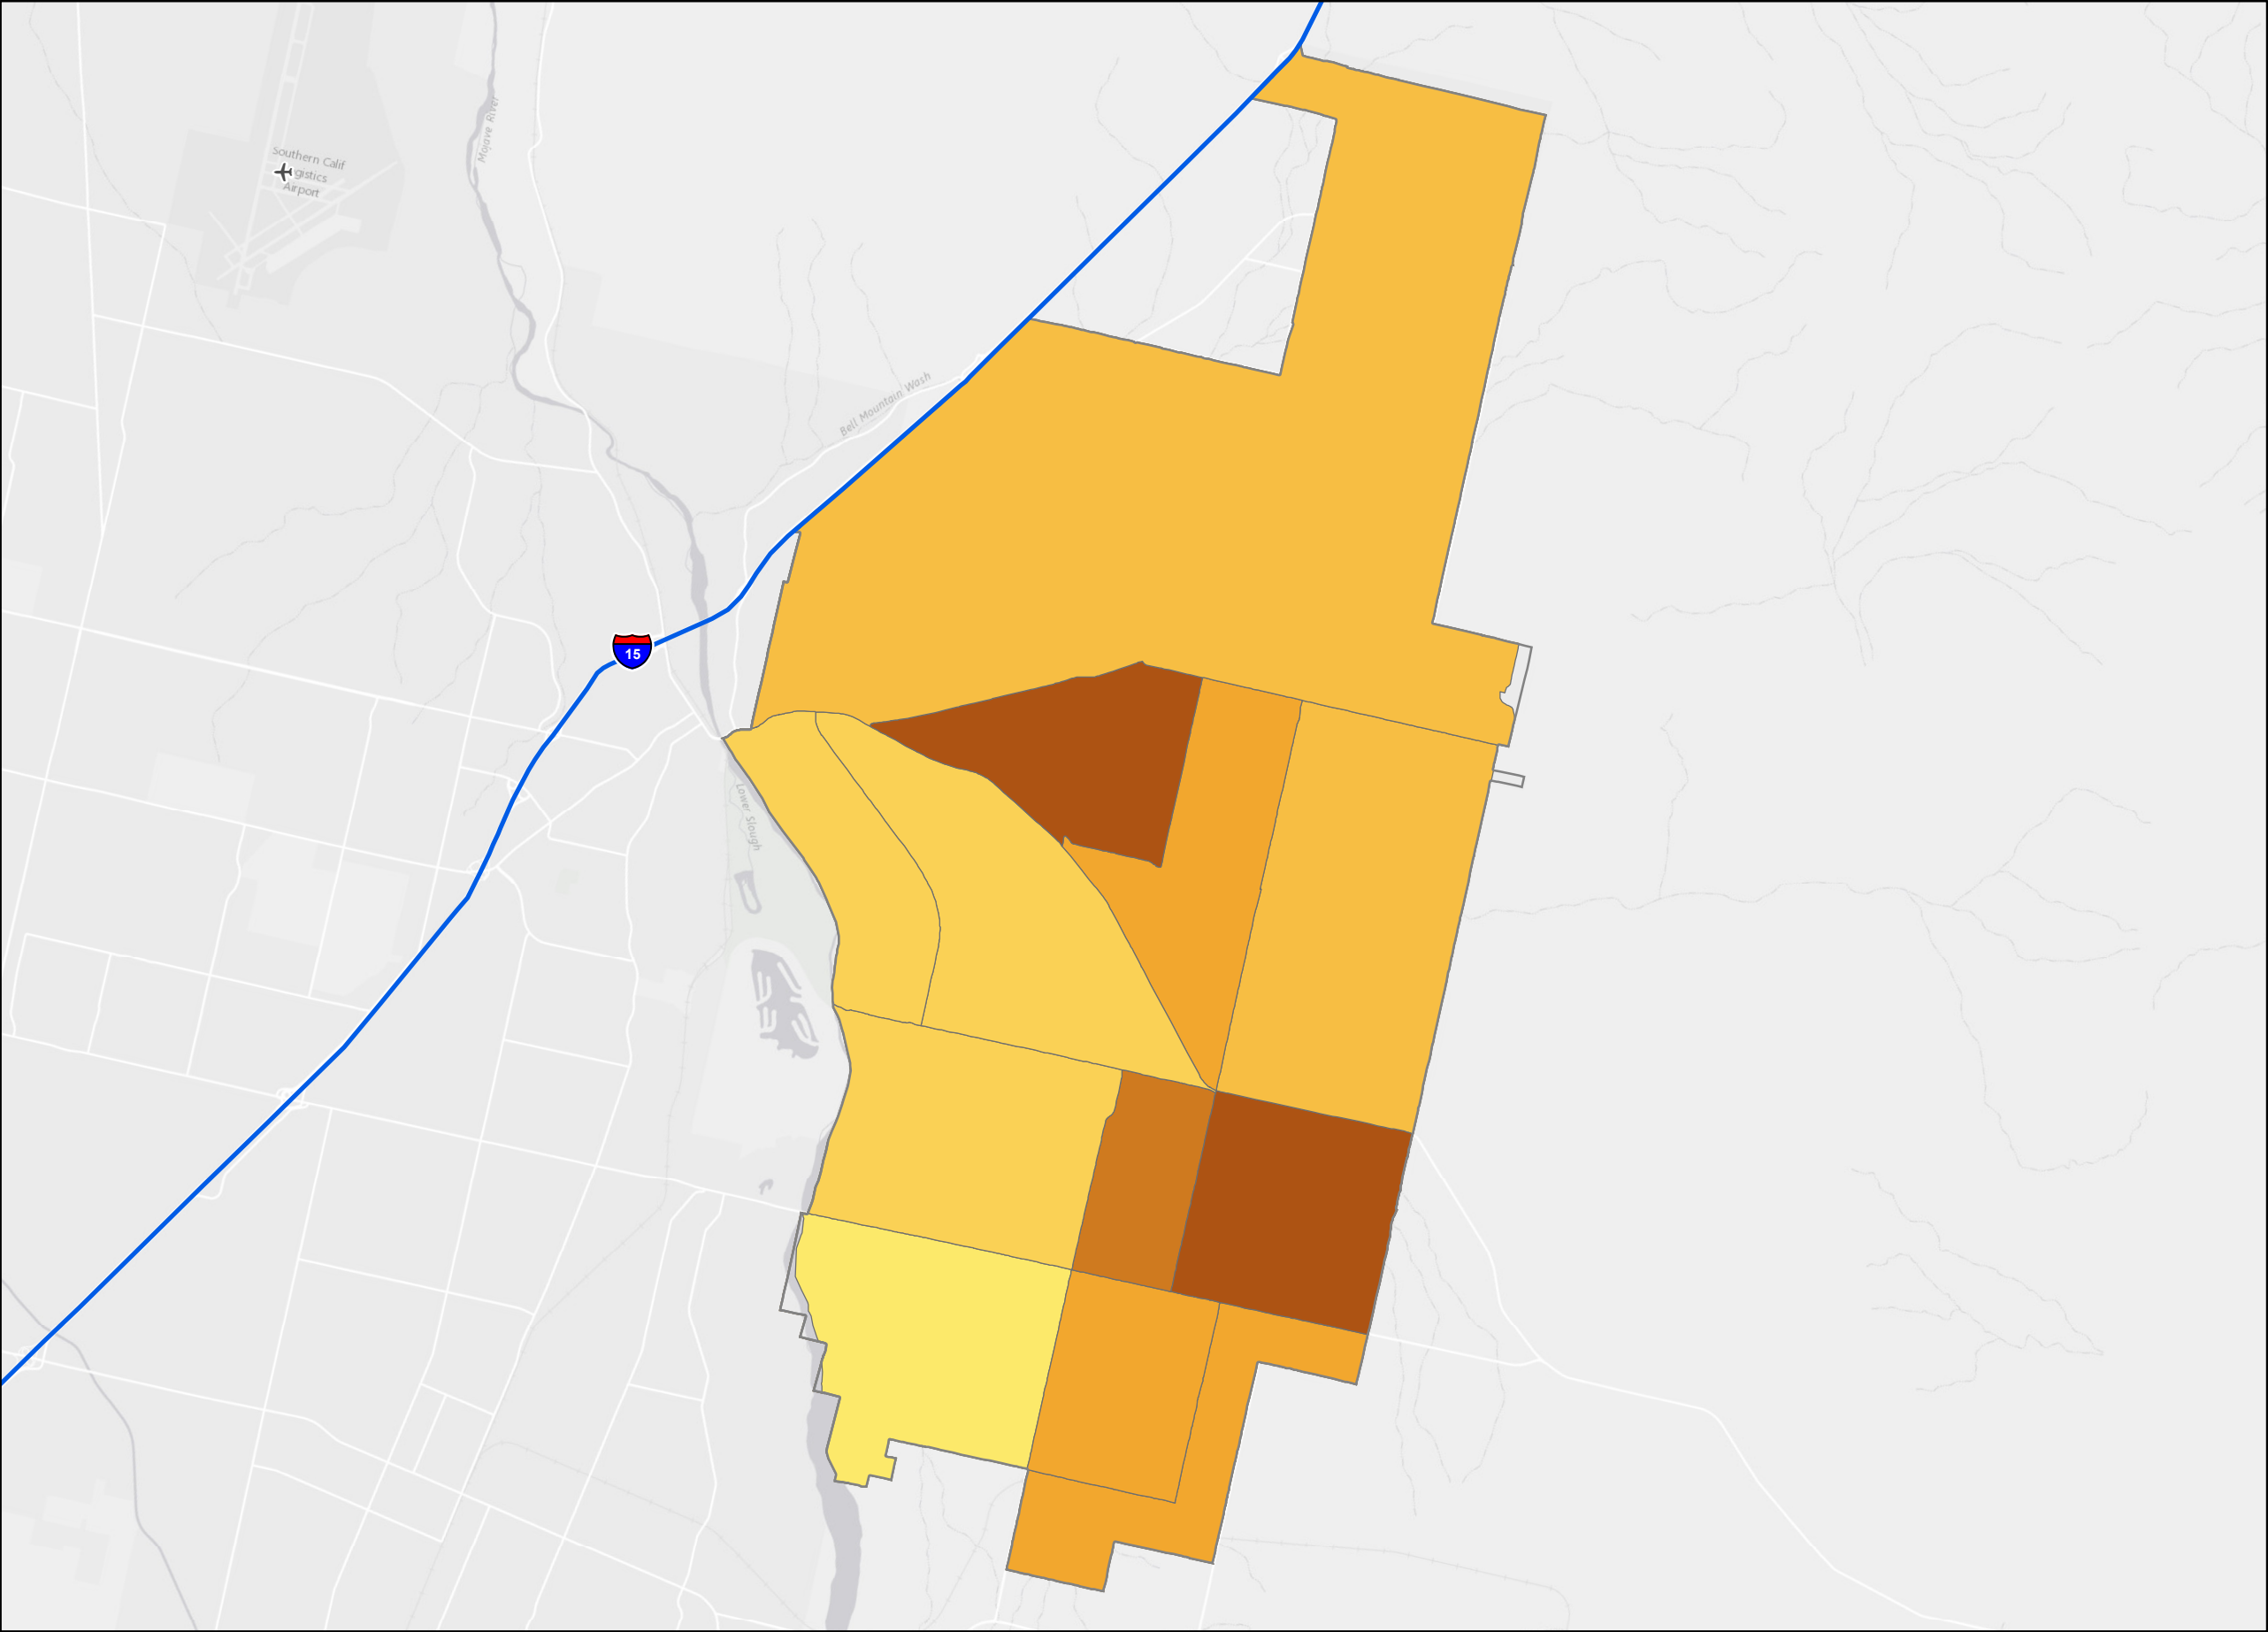 Mojave River
Southern Calif
gistics
Airport
Bell Mountain Wash
15
Lower Slough